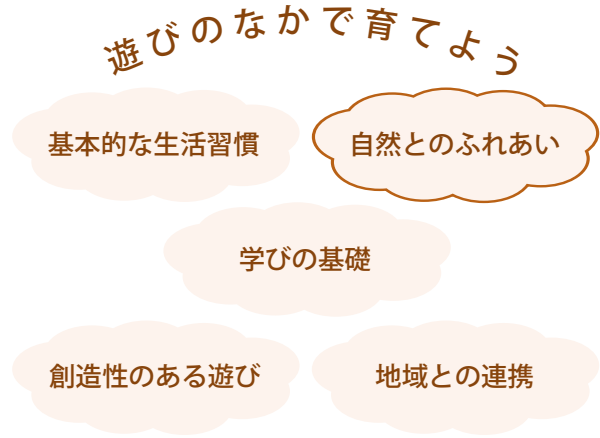 遊びのなかで育てよう
基本的な生活習慣
自然とのふれあい
学びの基礎
創造性のある遊び
地域との連携